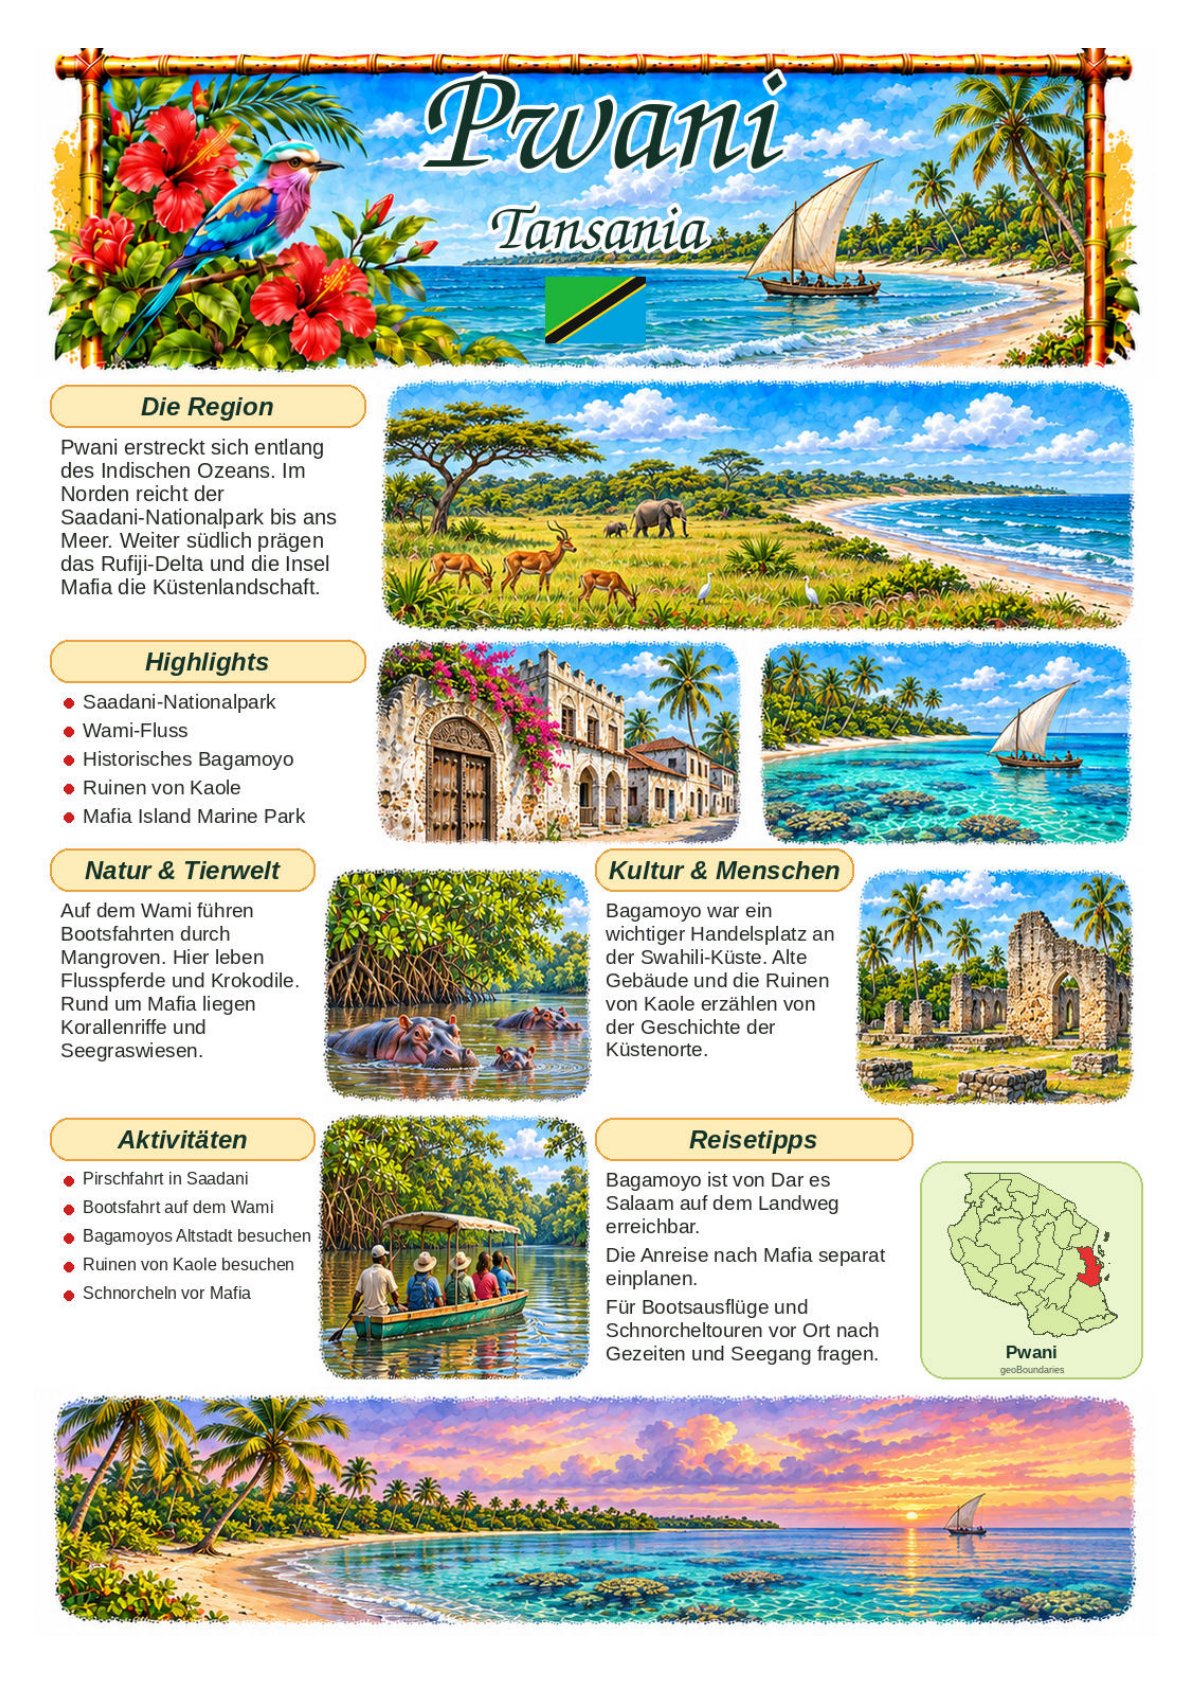 Pwani
Tansania
Die Region
Pwani erstreckt sich entlang
des Indischen Ozeans. Im
Norden reicht der
Saadani-Nationalpark bis ans
Meer. Weiter südlich prägen
das Rufiji-Delta und die Insel
Mafia die Küstenlandschaft.
Highlights
Saadani-Nationalpark
Wami-Fluss
Historisches Bagamoyo
Ruinen von Kaole
Mafia Island Marine Park
Natur & Tierwelt
Auf dem Wami führen
Bootsfahrten durch
Mangroven. Hier leben
Flusspferde und Krokodile.
Rund um Mafia liegen
Korallenriffe und
Seegraswiesen.
Kultur & Menschen
Bagamoyo war ein
wichtiger Handelsplatz an
der Swahili-Küste. Alte
Gebäude und die Ruinen
von Kaole erzählen von
der Geschichte der
Küstenorte.
Aktivitäten
Pirschfahrt in Saadani
Bootsfahrt auf dem Wami
Bagamoyos Altstadt besuchen
Ruinen von Kaole besuchen
Schnorcheln vor Mafia
Reisetipps
Bagamoyo ist von Dar es
Salaam auf dem Landweg
erreichbar.
Die Anreise nach Mafia separat
einplanen.
Für Bootsausflüge und
Schnorcheltouren vor Ort nach
Gezeiten und Seegang fragen.
Pwani
geoBoundaries